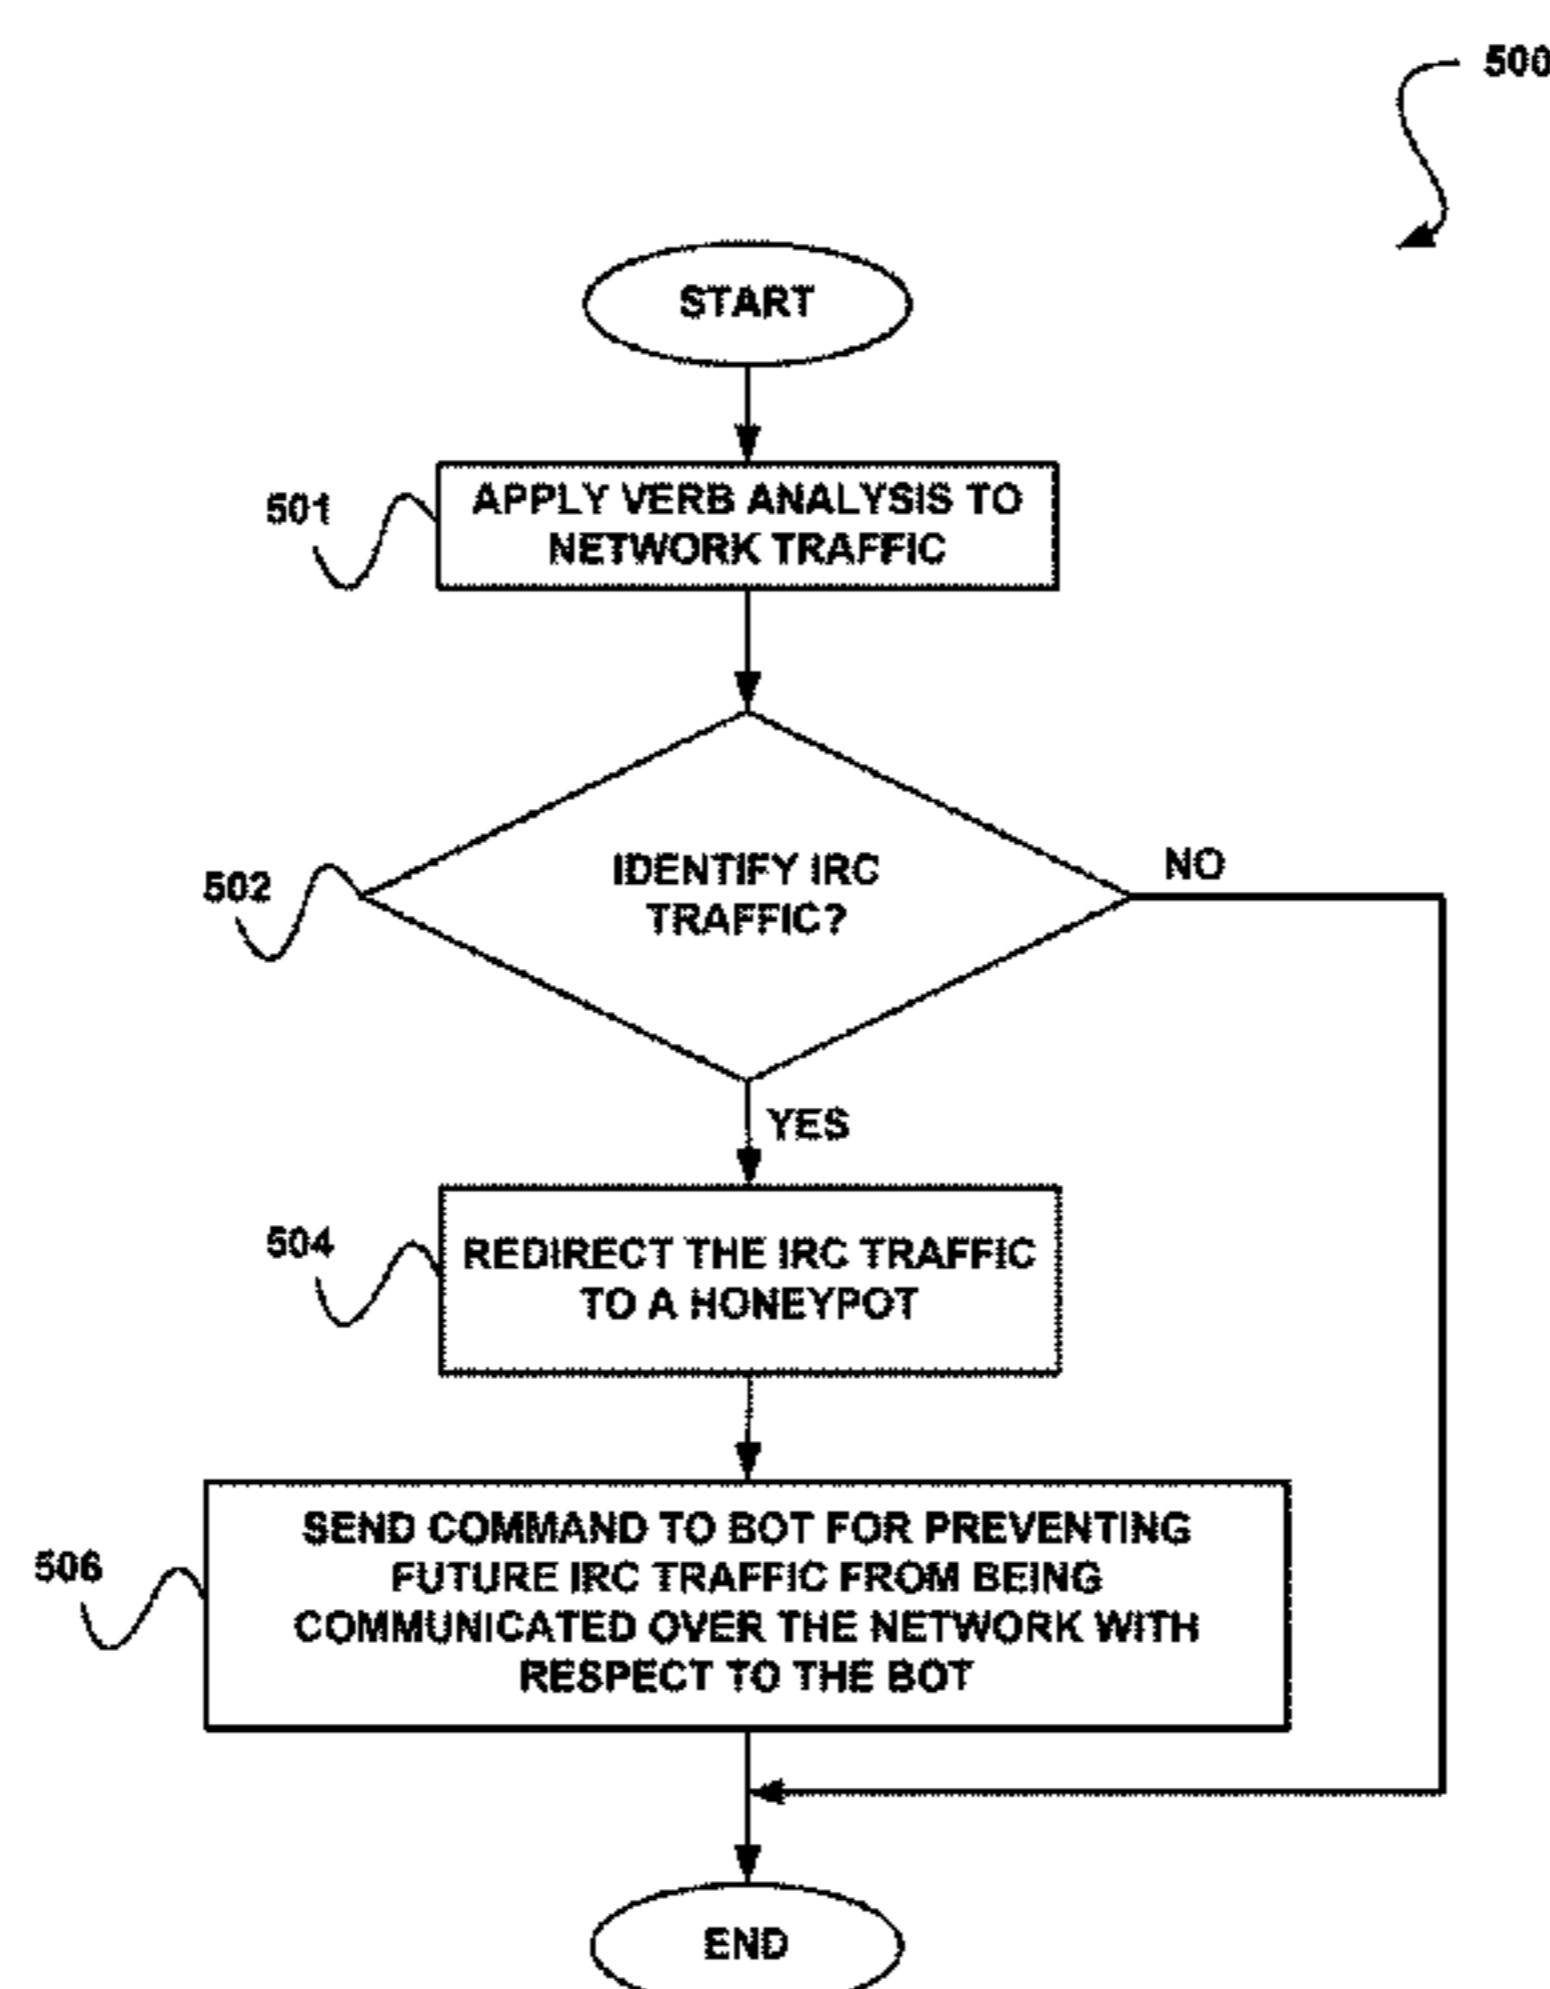 500
START
501
APPLY VERB ANALYSIS TO
NETWORK TRAFFIC
502
IDENTIFY IRC
TRAFFIC?
NO
YES
504
REDIRECT THE IRC TRAFFIC
TO A HONEYPOT
506
SEND COMMAND TO BOT FOR PREVENTING
FUTURE IRC TRAFFIC FROM BEING
COMMUNICATED OVER THE NETWORK WITH
RESPECT TO THE BOT
END